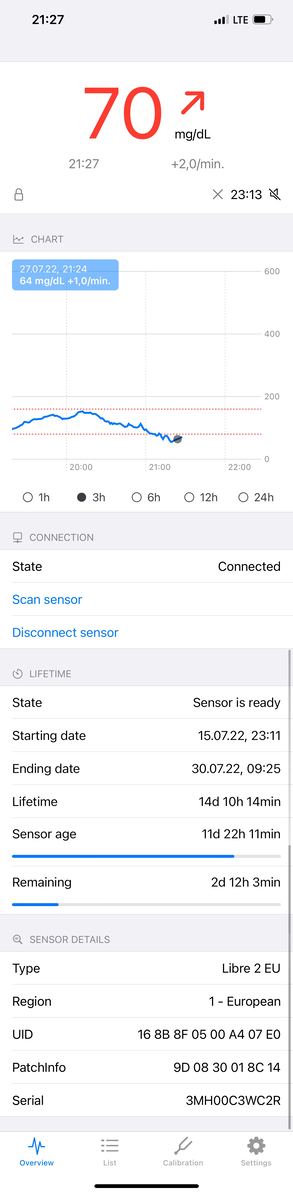 21:27
LTE
70
mg/dL
21:27
+2,0/min.
23:13
CHART
27.07.22, 21:24
64 mg/dL +1,0/min.
600
400
200
0
20:00
21:00
22:00
1h
3h
6h
12h
24h
CONNECTION
State
Connected
Scan sensor
Disconnect sensor
LIFETIME
State
Sensor is ready
Starting date
15.07.22, 23:11
Ending date
30.07.22, 09:25
Lifetime
14d 10h 14min
Sensor age
11d 22h 11min
Remaining
2d 12h 3min
SENSOR DETAILS
Type
Libre 2 EU
Region
1 - European
UID
16 8B 8F 05 00 A4 07 E0
PatchInfo
9D 08 30 01 8C 14
Serial
3MH00C3WC2R
Overview
List
Calibration
Settings